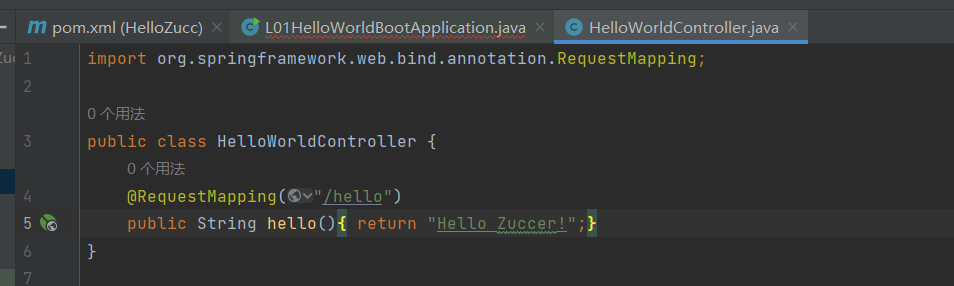 pom.xml (HelloZucc) L01HelloWorldBootApplication.java HelloWorldController.java
1 import org.springframework.web.bind.annotation.RequestMapping;
2
0 个用法
3 public class HelloWorldController {
0 个用法
4 @RequestMapping("/hello")
5 public String hello(){ return "Hello Zuccer!";}
6 }
7